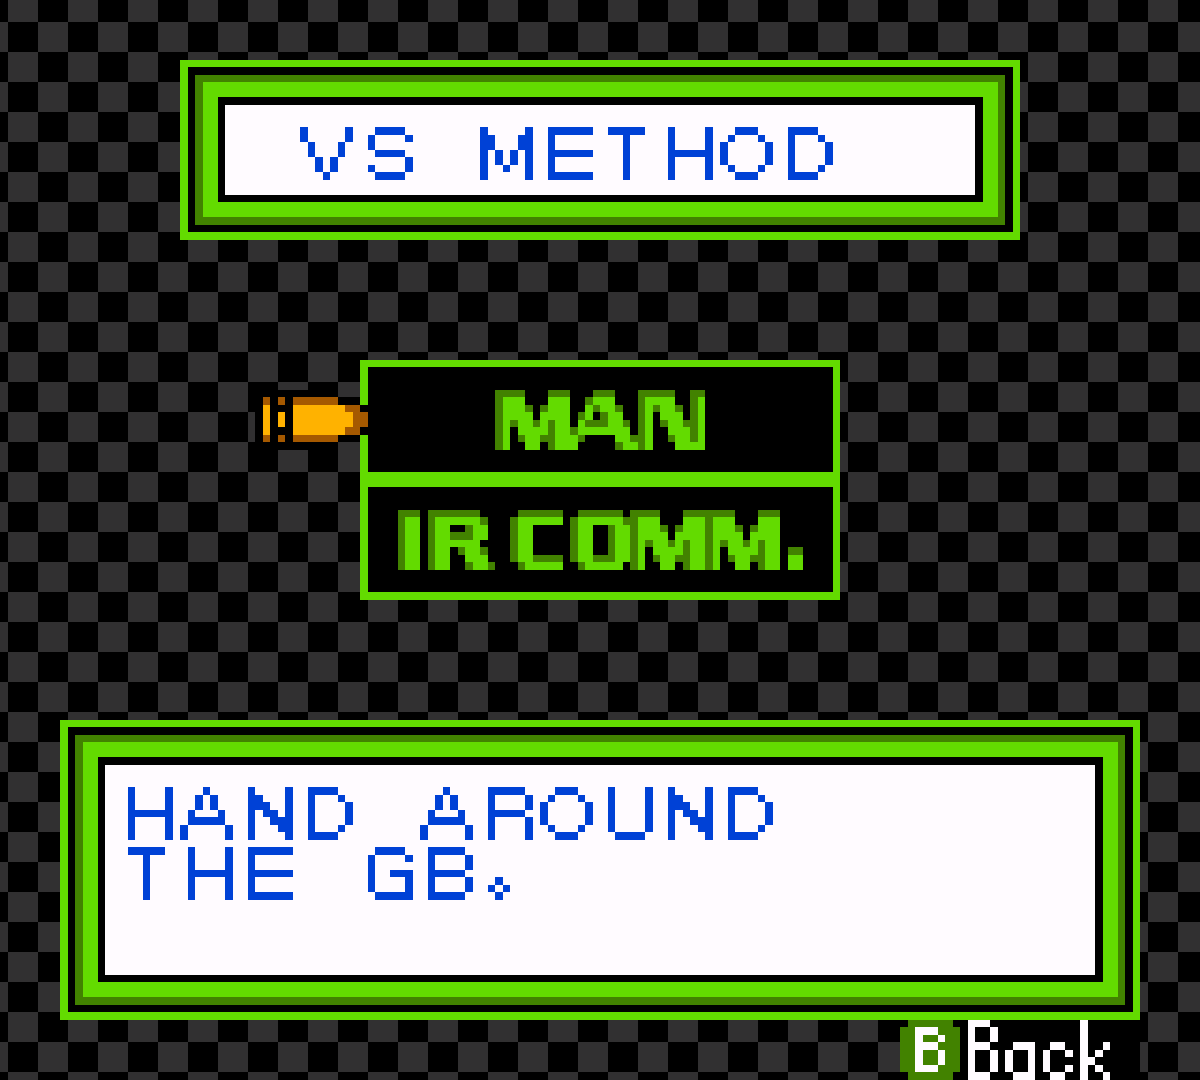 VS METHOD
MAN
IR COMM.
HAND AROUND
THE GB.
B Back